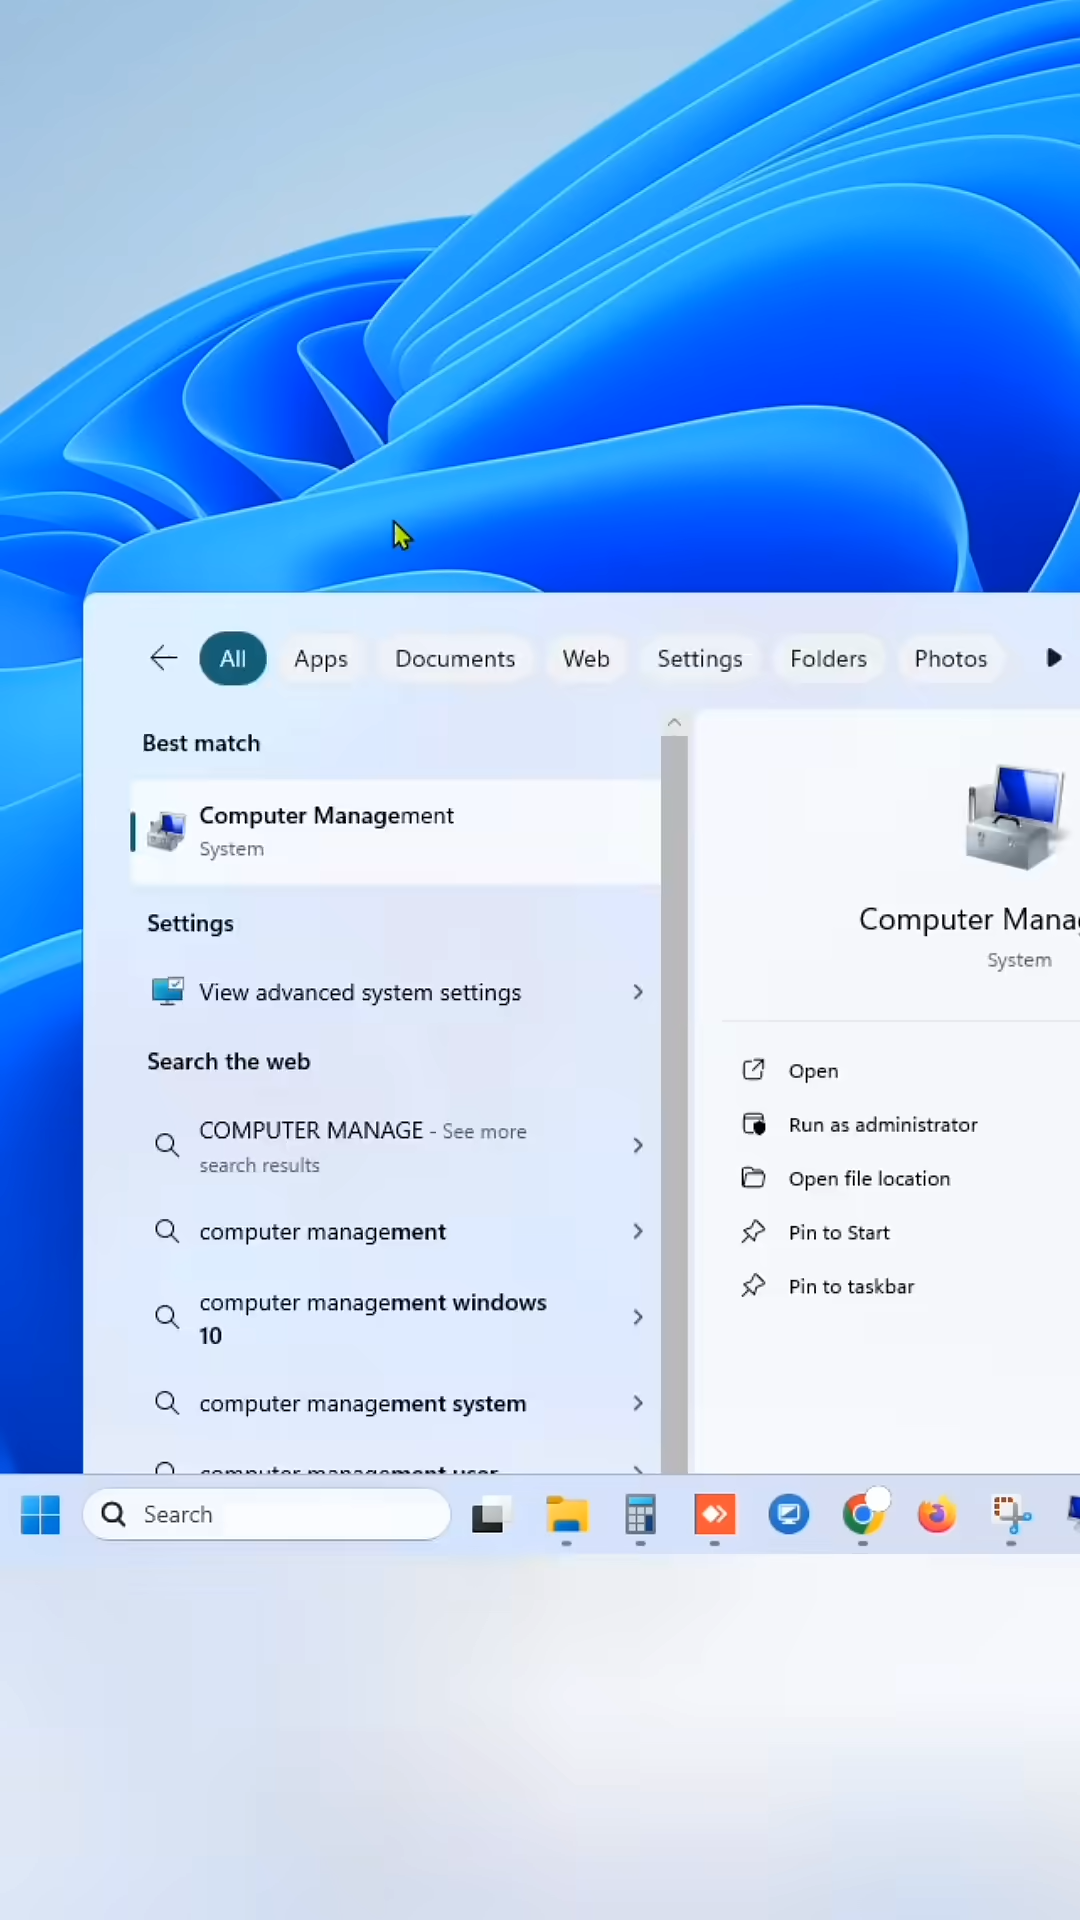 All
Apps
Documents
Web
Settings
Folders
Photos
Best match
Computer Management
System
Settings
View advanced system settings
Search the web
COMPUTER MANAGE - See more
search results
computer management
computer management windows
10
computer management system
computer management user
Computer Mana
System
Open
Run as administrator
Open file location
Pin to Start
Pin to taskbar
Search